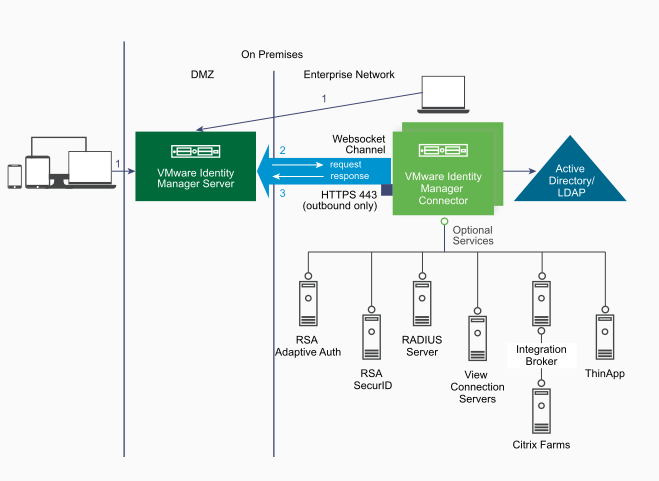 On Premises
DMZ
Enterprise Network
1
1
VMware Identity
Manager Server
2
request
response
3
Websocket
Channel
HTTPS 443
(outbound only)
VMware Identity
Manager
Connector
Active
Directory/
LDAP
Optional
Services
RSA
Adaptive Auth
RSA
SecurID
RADIUS
Server
View
Connection
Servers
Integration
Broker
Citrix Farms
ThinApp